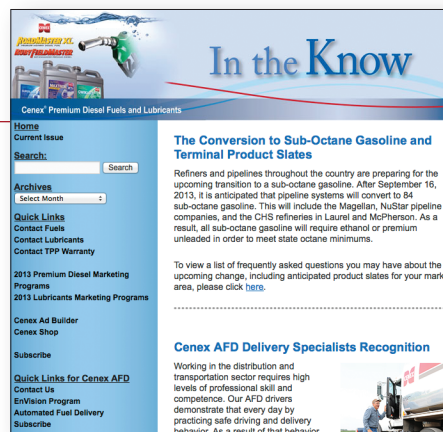 ROADMASTER XL
RUBY FIELDMASTER
In the Know
Cenex® Premium Diesel Fuels and Lubricants
Home
Current Issue
Search:
Search
Archives
Select Month
Quick Links
Contact Fuels
Contact Lubricants
Contact TPP Warranty
2013 Premium Diesel Marketing
Programs
2013 Lubricants Marketing Programs
Cenex Ad Builder
Cenex Shop
Subscribe
Quick Links for Cenex AFD
Contact Us
EnVision Program
Automated Fuel Delivery
Subscribe
The Conversion to Sub-Octane Gasoline and
Terminal Product Slates
Refiners and pipelines throughout the country are preparing for the
upcoming transition to a sub-octane gasoline. After September 16,
2013, it is anticipated that pipeline systems will convert to 84
sub-octane gasoline. This will include the Magellan, NuStar pipeline
companies, and the CHS refineries in Laurel and McPherson. As a
result, all sub-octane gasoline will require ethanol or premium
unleaded in order to meet state octane minimums.
To view a list of frequently asked questions you may have about the
upcoming change, including anticipated product slates for your mark
area, please click here.
Cenex AFD Delivery Specialists Recognition
Working in the distribution and
transportation sector requires high
levels of professional skill and
competence. Our AFD drivers
demonstrate that every day by
practicing safe driving and delivery
behavior. As a result of that behavior